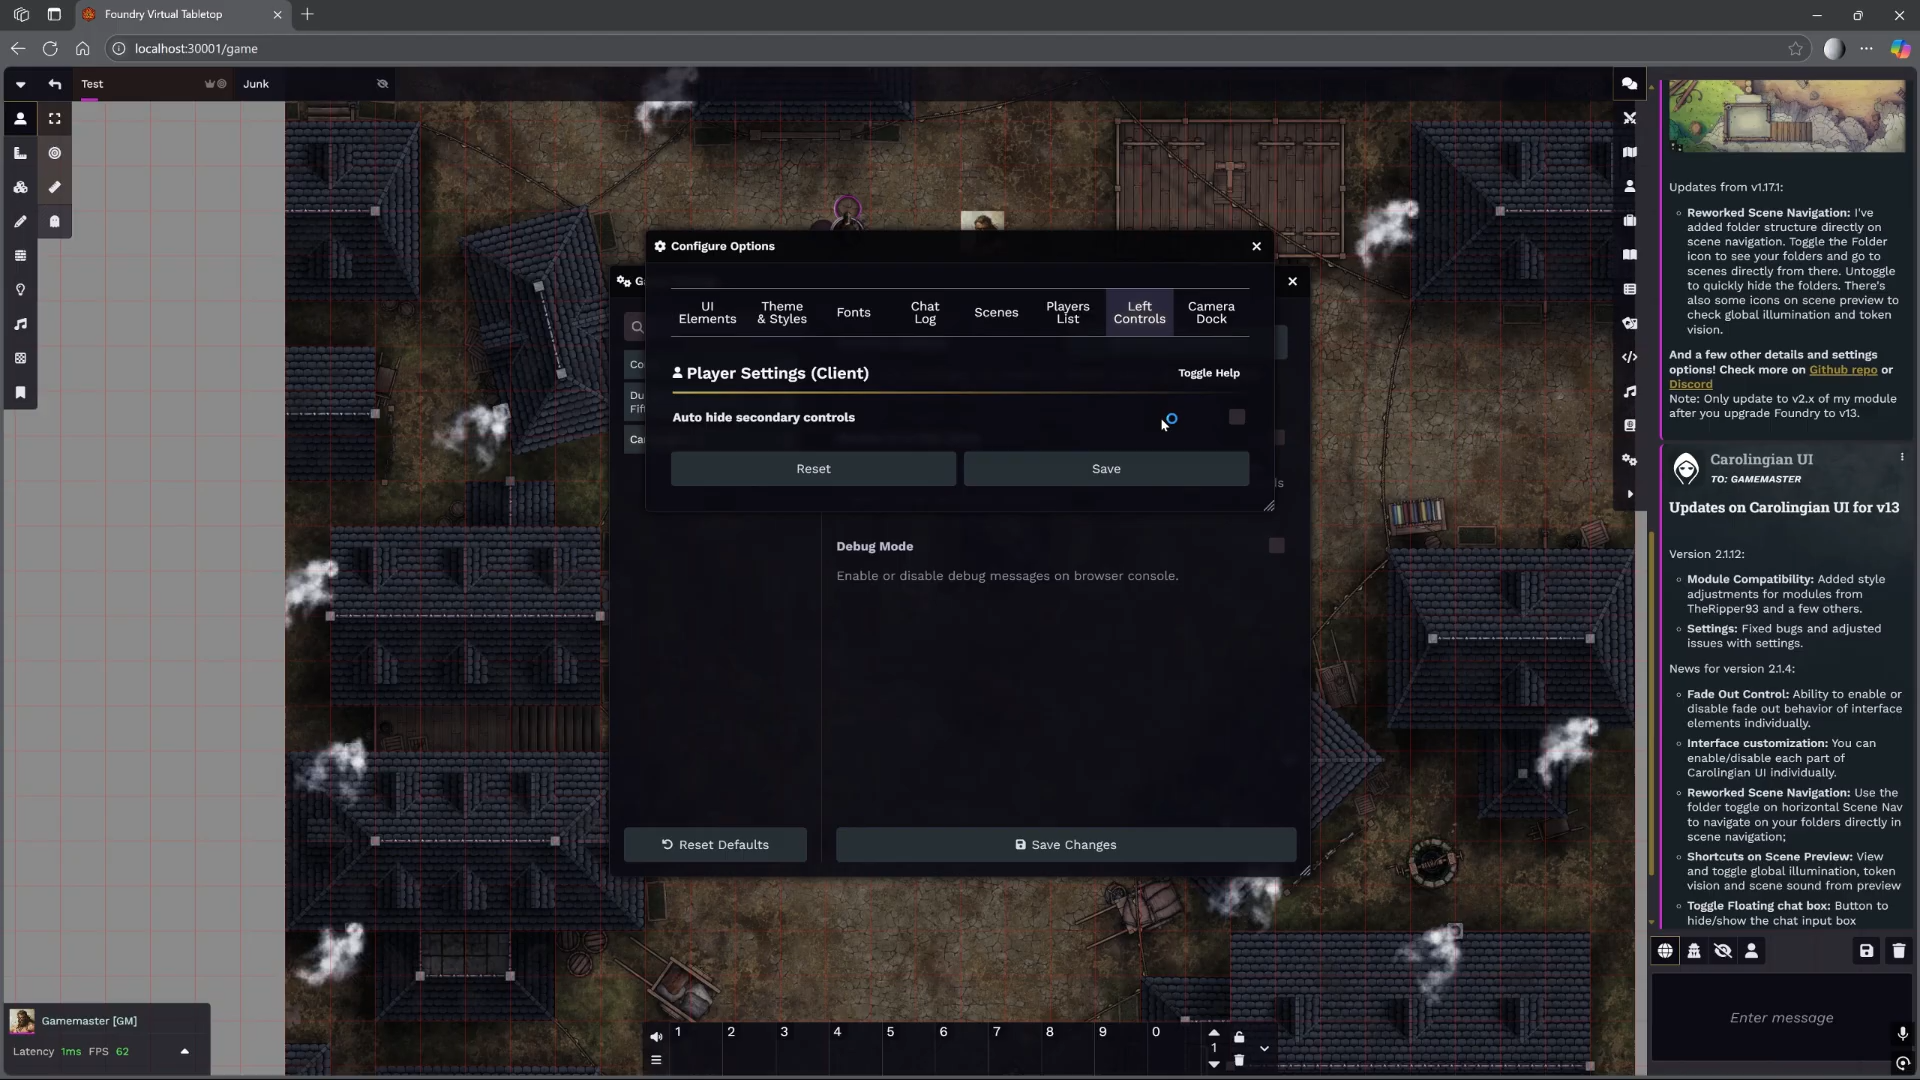 Foundry Virtual Tabletop
localhost:30001/game
Test
Junk
Configure Options
G
UI
Elements
Theme
& Styles
Fonts
Chat
Log
Scenes
Players
List
Left
Controls
Camera
Dock
Player Settings (Client)
Toggle Help
Auto hide secondary controls
Reset
Save
Co
Du
Fif
Ca
ls
Debug Mode
Enable or disable debug messages on browser console.
Reset Defaults
Save Changes
Updates from v1.17.1:
Reworked Scene Navigation: I've
added folder structure directly on
scene navigation. Toggle the Folder
icon to see your folders and go to
scenes directly from there. Untoggle
to quickly hide the folders. There's
also some icons on scene preview to
check global illumination and token
vision.
And a few other details and settings
options! Check more on Github repo or
Discord
Note: Only update to v2.x of my module
after you upgrade Foundry to v13.
Carolingian UI
TO: GAMEMASTER
Updates on Carolingian UI for v13
Version 2.1.12:
Module Compatibility: Added style
adjustments for modules from
TheRipper93 and a few others.
Settings: Fixed bugs and adjusted
issues with settings.
News for version 2.1.4:
Fade Out Control: Ability to enable or
disable fade out behavior of interface
elements individually.
Interface customization: You can
enable/disable each part of
Carolingian UI individually.
Reworked Scene Navigation: Use the
folder toggle on horizontal Scene Nav
to navigate on your folders directly in
scene navigation;
Shortcuts on Scene Preview: View
and toggle global illumination, token
vision and scene sound from preview
Toggle Floating chat box: Button to
hide/show the chat input box
Enter message
Gamemaster [GM]
Latency 1ms FPS 62
1 2 3 4 5 6 7 8 9 0
1